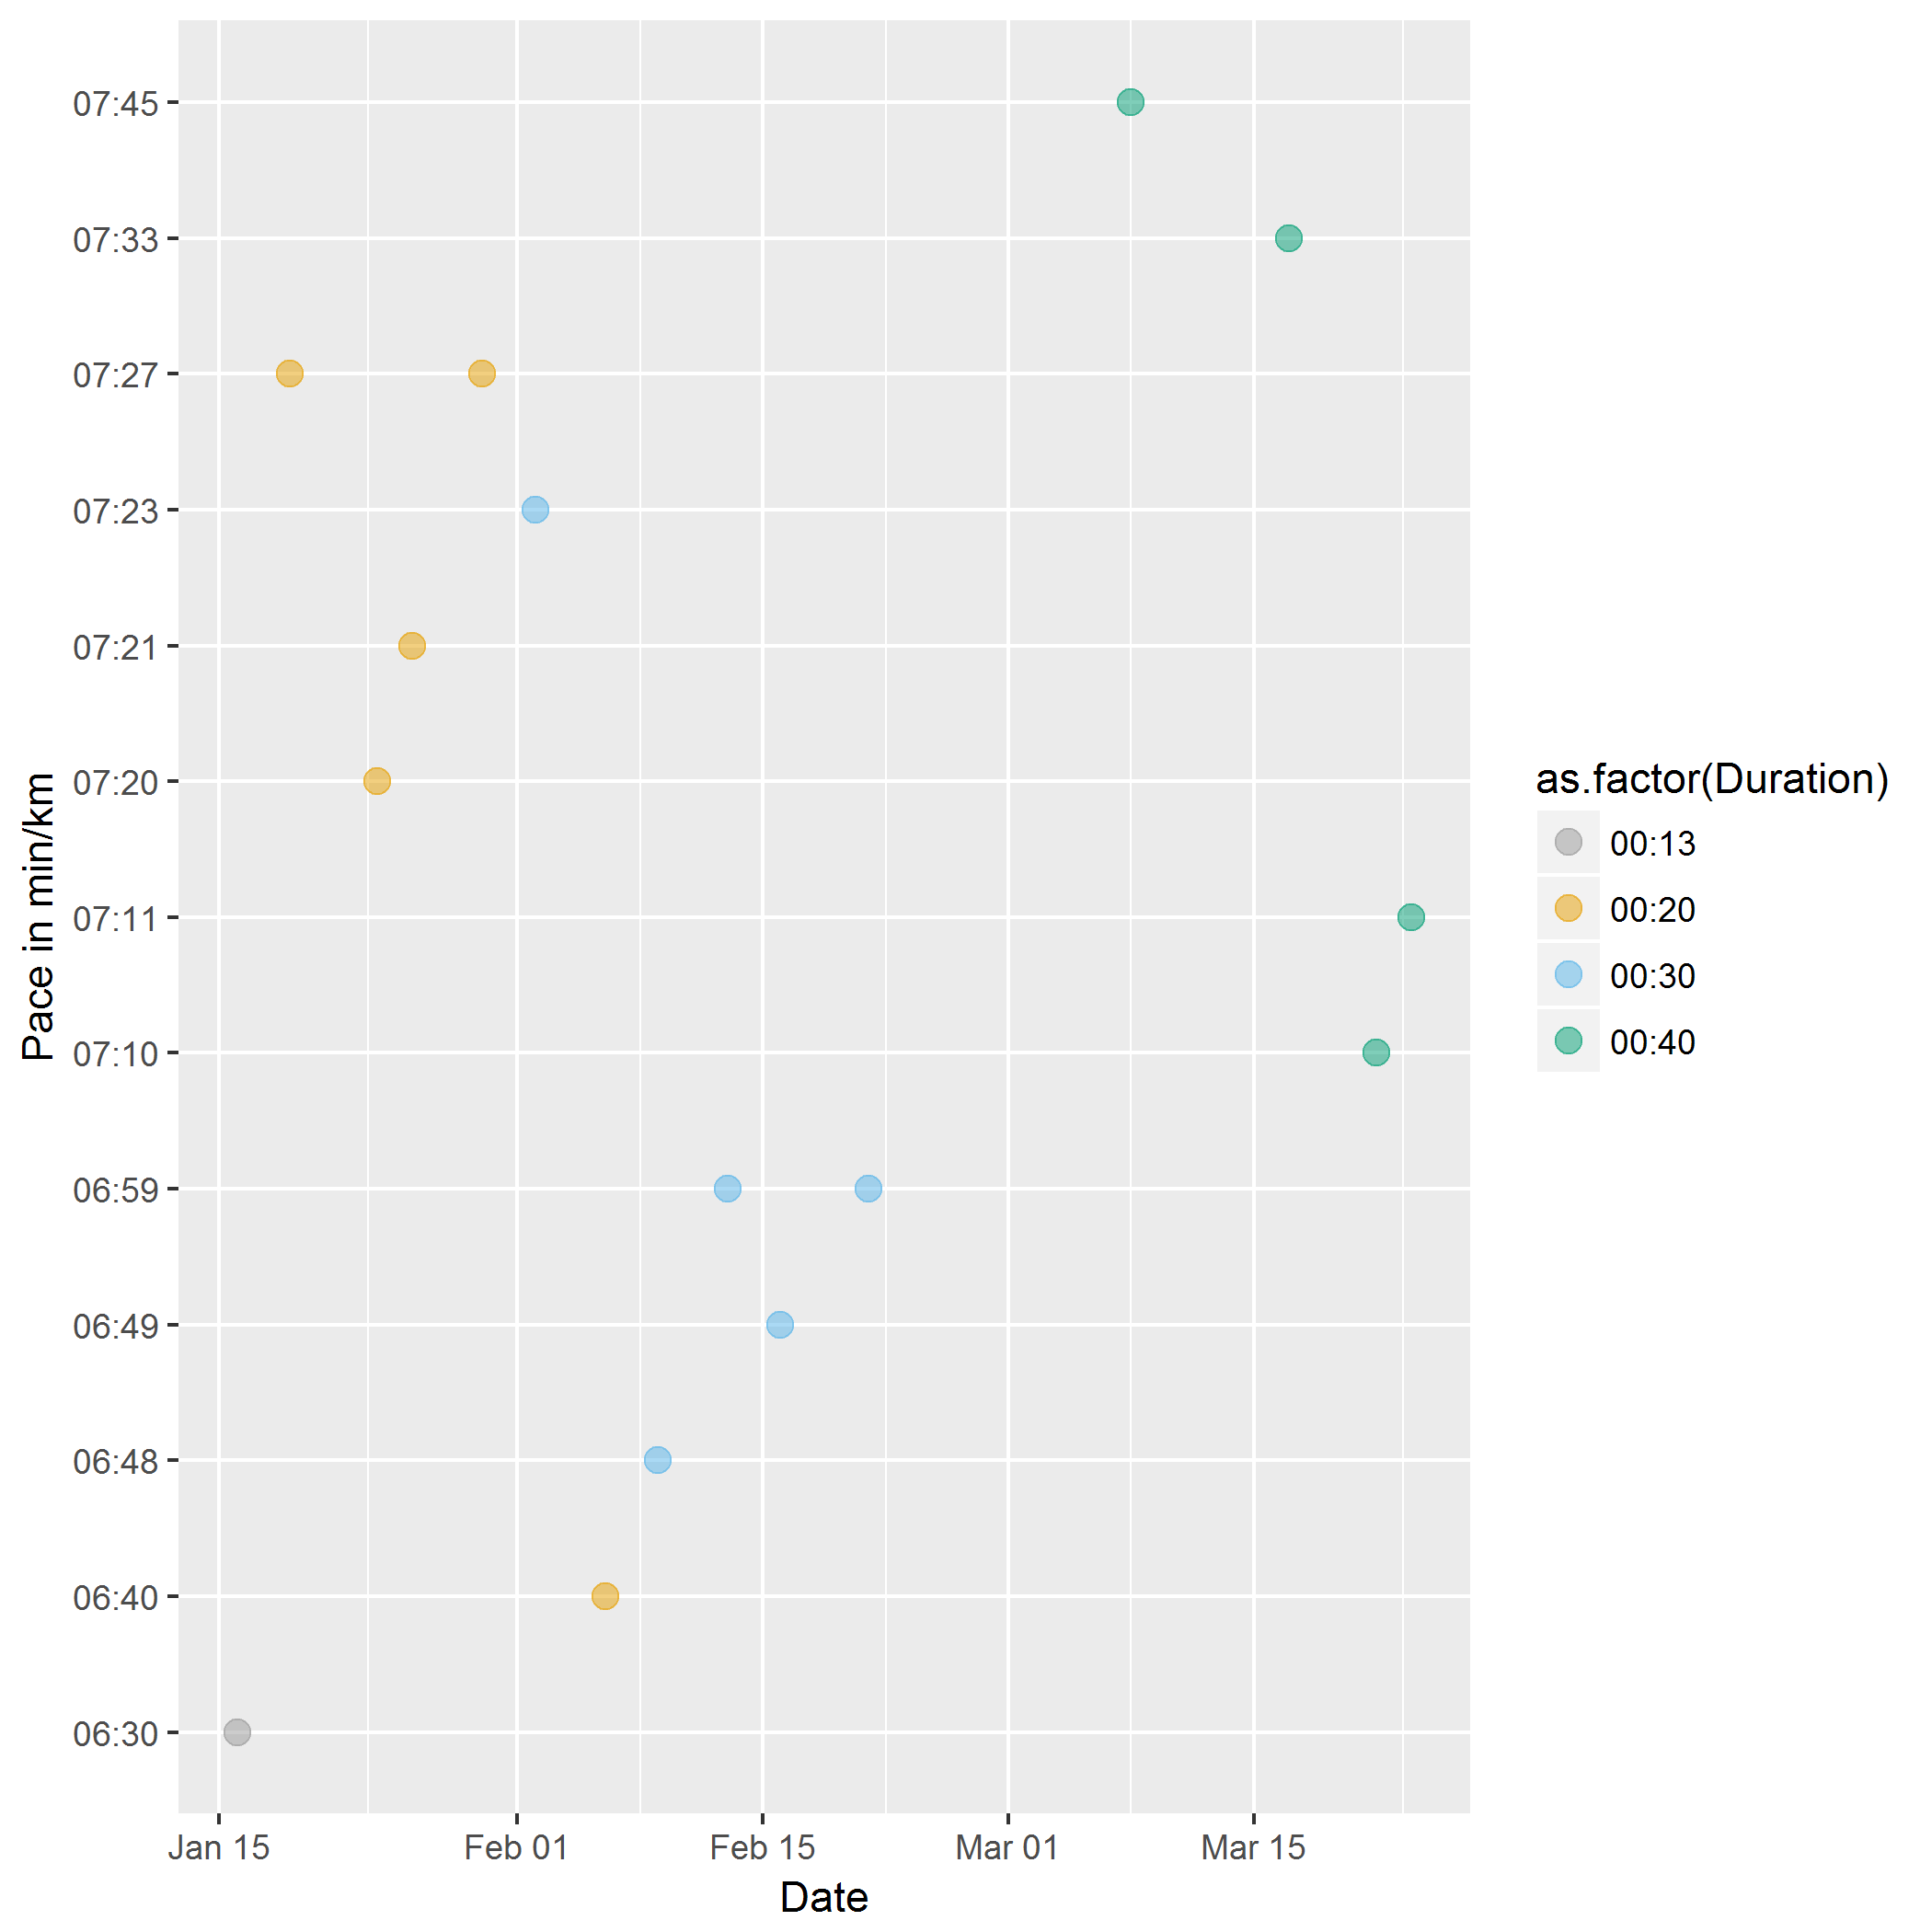 07:45
07:33
07:27
07:23
07:21
07:20
07:11
07:10
06:59
06:49
06:48
06:40
06:30
Pace in min/km
Jan 15
Feb 01
Feb 15
Mar 01
Mar 15
Date
as.factor(Duration)
00:13
00:20
00:30
00:40